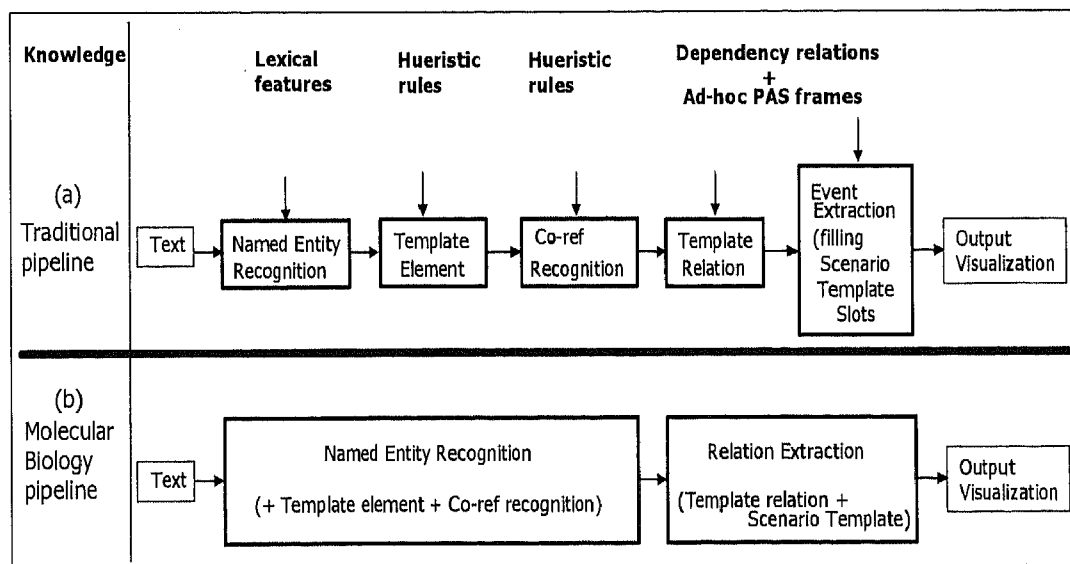 Knowledge
Lexical
features
Hueristic
rules
Hueristic
rules
Dependency relations
+
Ad-hoc PAS frames
(a)
Traditional
pipeline
Text
Named Entity
Recognition
Template
Element
Co-ref
Recognition
Template
Relation
Event
Extraction
(filling
Scenario
Template
Slots
Output
Visualization
(b)
Molecular
Biology
pipeline
Text
Named Entity Recognition
(+ Template element + Co-ref recognition)
Relation Extraction
(Template relation +
Scenario Template)
Output
Visualization